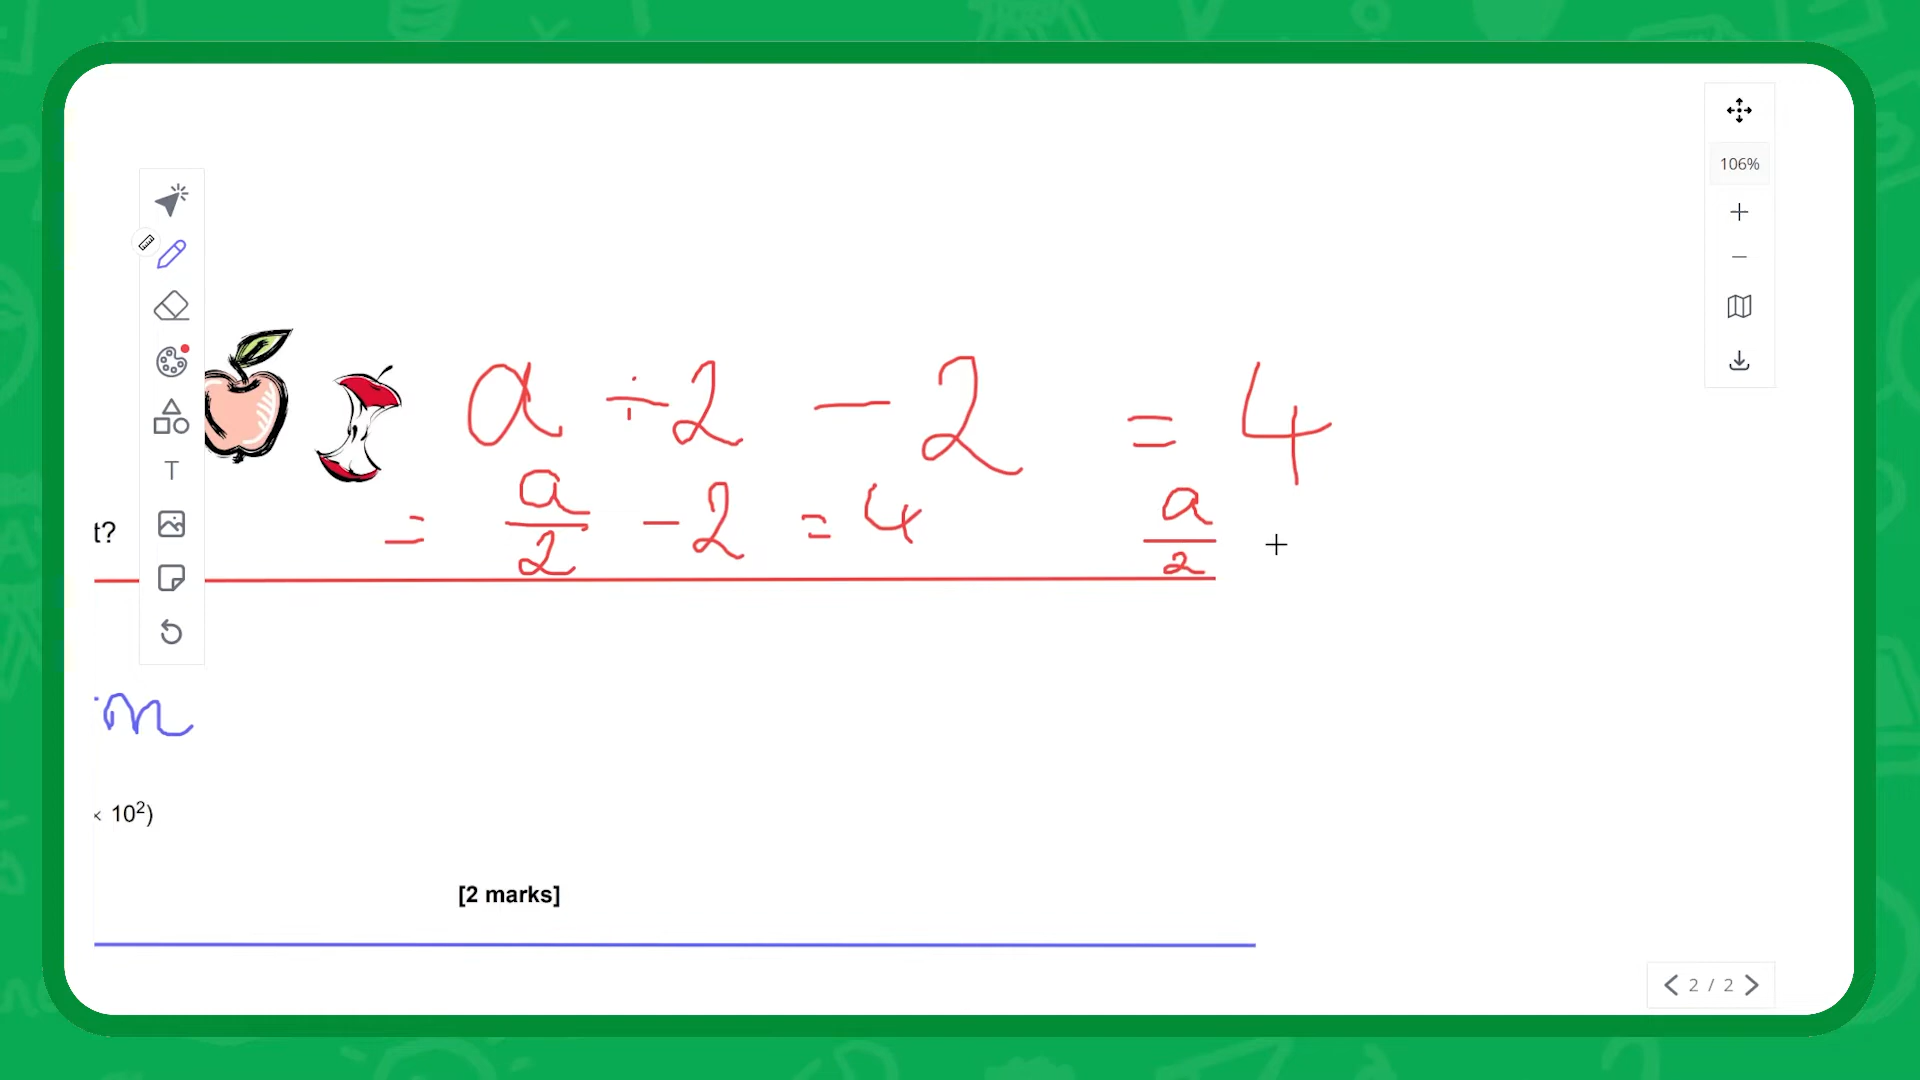 106%
a ÷ 2 - 2 = 4
= a/2 - 2 = 4 a/2
t?
m
× 10²)
[2 marks]
T
2 / 2